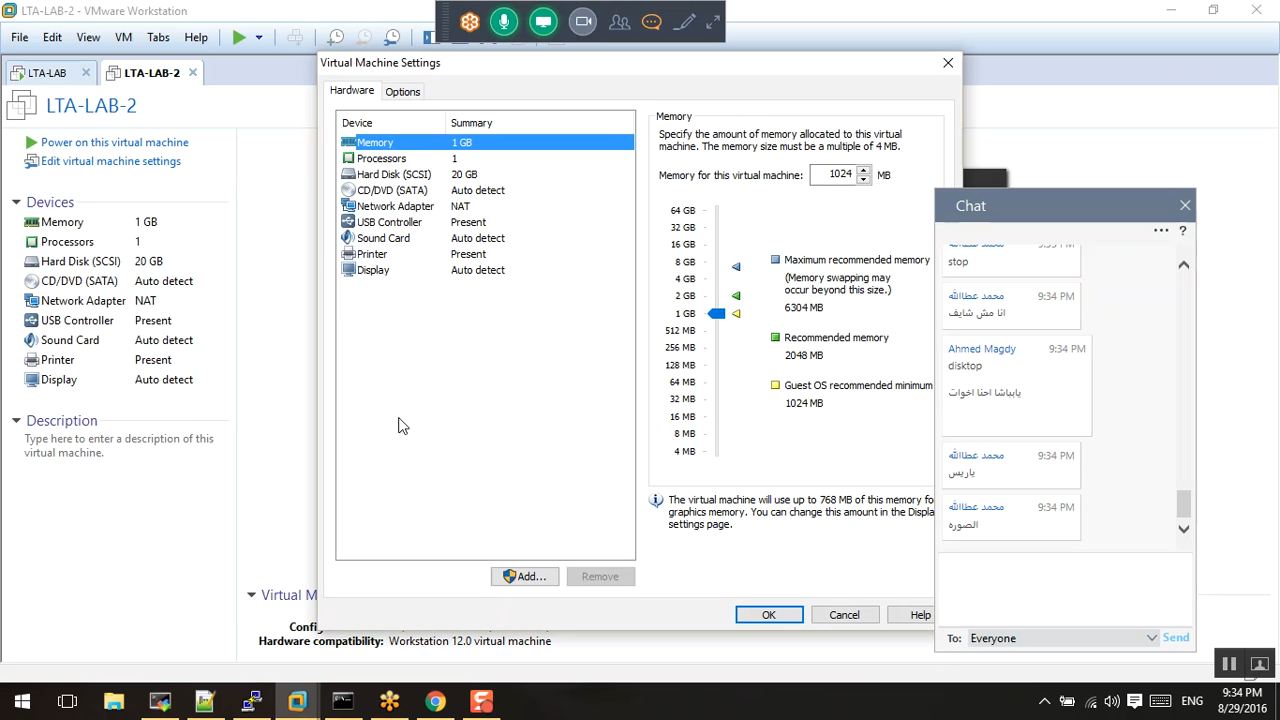 LTA-LAB-2 - VMware Workstation
File Edit View VM Tabs Help
LTA-LAB
LTA-LAB-2
LTA-LAB-2
Power on this virtual machine
Edit virtual machine settings
Devices
Memory 1 GB
Processors 1
Hard Disk (SCSI) 20 GB
CD/DVD (SATA) Auto detect
Network Adapter NAT
USB Controller Present
Sound Card Auto detect
Printer Present
Display Auto detect
Description
Type here to enter a description of this
virtual machine.
Virtual M
Config
Hardware compatibility: Workstation 12.0 virtual machine
Virtual Machine Settings
Hardware Options
Device Summary
Memory 1 GB
Processors 1
Hard Disk (SCSI) 20 GB
CD/DVD (SATA) Auto detect
Network Adapter NAT
USB Controller Present
Sound Card Auto detect
Printer Present
Display Auto detect
Add... Remove
Memory
Specify the amount of memory allocated to this virtual
machine. The memory size must be a multiple of 4 MB.
Memory for this virtual machine: 1024 MB
64 GB
32 GB
16 GB
8 GB
4 GB
2 GB
1 GB
512 MB
256 MB
128 MB
64 MB
32 MB
16 MB
8 MB
4 MB
Maximum recommended memory
(Memory swapping may
occur beyond this size.)
6304 MB
Recommended memory
2048 MB
Guest OS recommended minimum
1024 MB
The virtual machine will use up to 768 MB of this memory fo
graphics memory. You can change this amount in the Displa
settings page.
OK Cancel Help
Chat
محمد عطاالله 9:33 PM
stop
محمد عطاالله 9:34 PM
انا مش شايف
Ahmed Magdy 9:34 PM
disktop
ياباشا احنا اخوات
محمد عطاالله 9:34 PM
ياريس
محمد عطاالله 9:34 PM
الصوره
To: Everyone Send
ENG
9:34 PM
8/29/2016